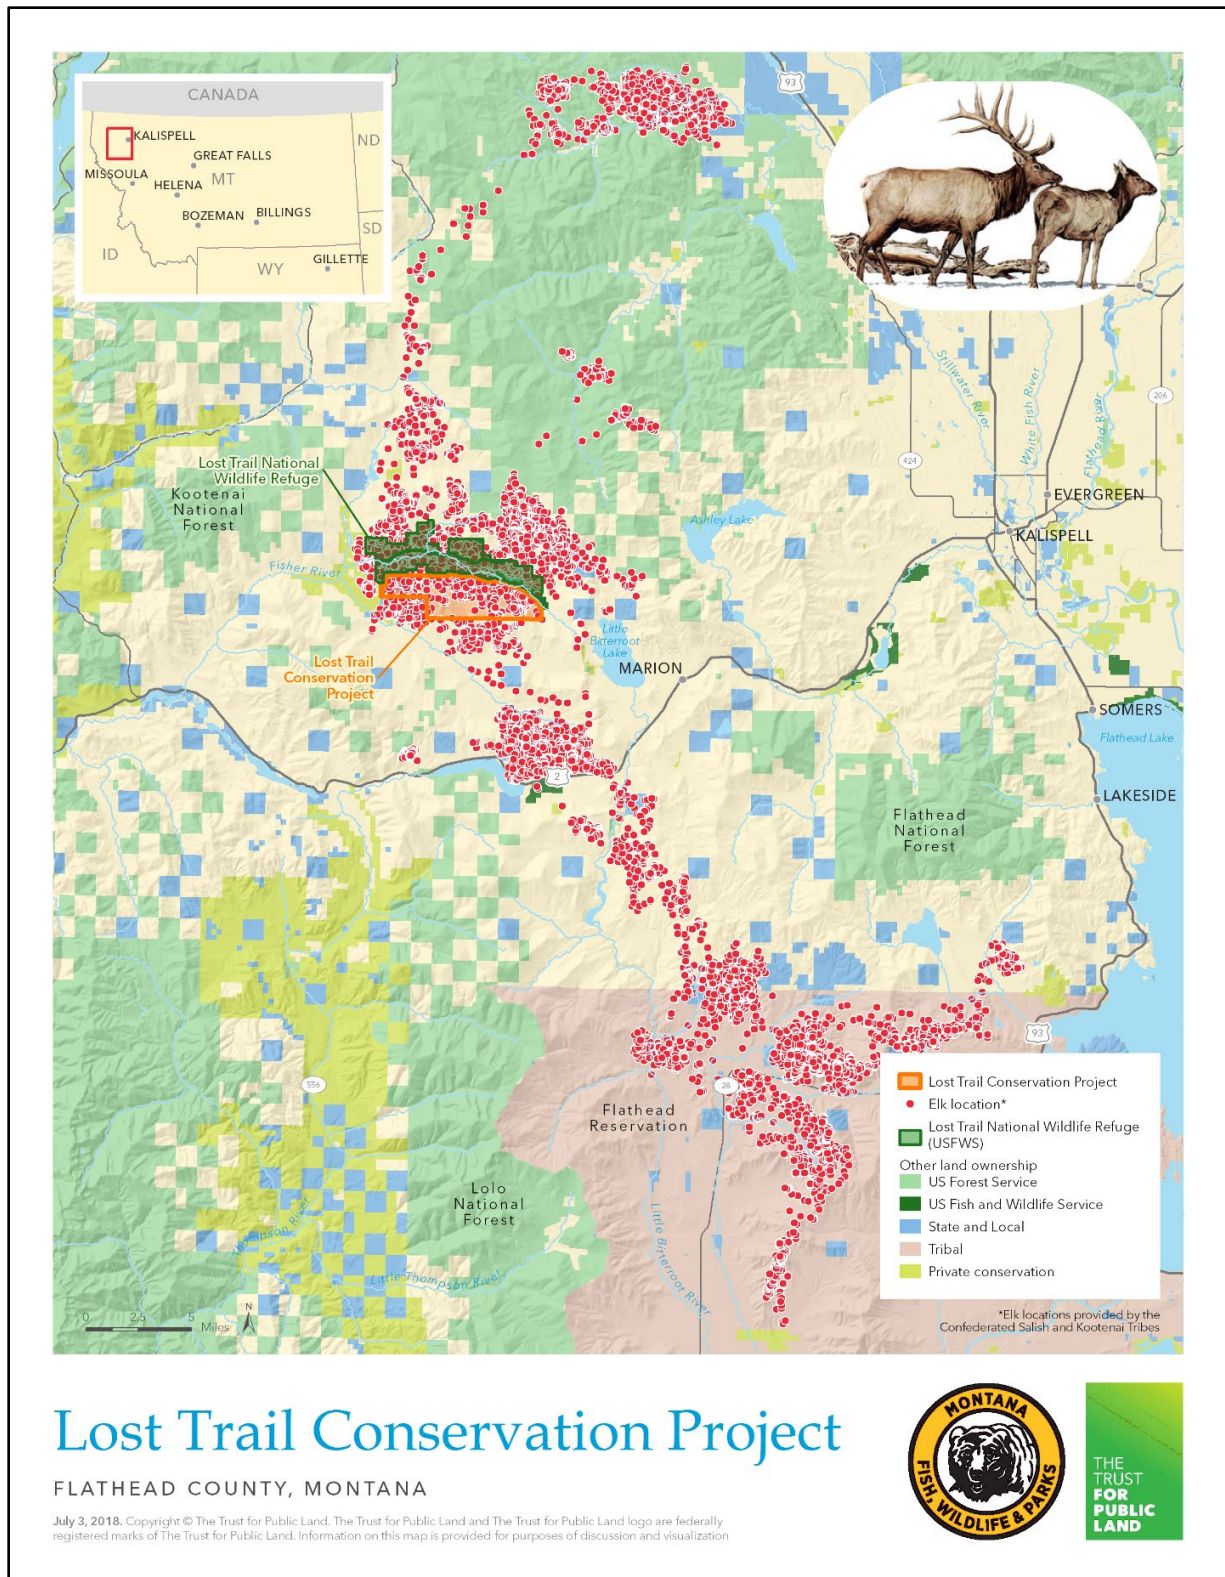 CANADA
KALISPELL
ND
GREAT FALLS
MISSOULA
MT
HELENA
BOZEMAN
BILLINGS
SD
ID
WY
GILLETTE
93
Stillwater River
White Fish River
Flathead River
206
424
Lost Trail National
Wildlife Refuge
Kootenai
National
Forest
EVERGREEN
Ashley Lake
KALISPELL
Fisher River
Little
Bitterroot
Lake
Lost Trail
Conservation
Project
MARION
SOMERS
Flathead Lake
2
LAKESIDE
Flathead
National
Forest
93
556
28
Flathead
Reservation
Lolo
National
Forest
Thompson River
Little Thompson River
Little Bitterroot River
Lost Trail Conservation Project
Elk location*
Lost Trail National Wildlife Refuge
(USFWS)
Other land ownership
US Forest Service
US Fish and Wildlife Service
State and Local
Tribal
Private conservation
0 2.5 5
Miles
N
*Elk locations provided by the
Confederated Salish and Kootenai Tribes
Lost Trail Conservation Project
FLATHEAD COUNTY, MONTANA
July 3, 2018. Copyright © The Trust for Public Land. The Trust for Public Land and The Trust for Public Land logo are federally
registered marks of The Trust for Public Land. Information on this map is provided for purposes of discussion and visualization
MONTANA
FISH, WILDLIFE & PARKS
THE
TRUST
FOR
PUBLIC
LAND